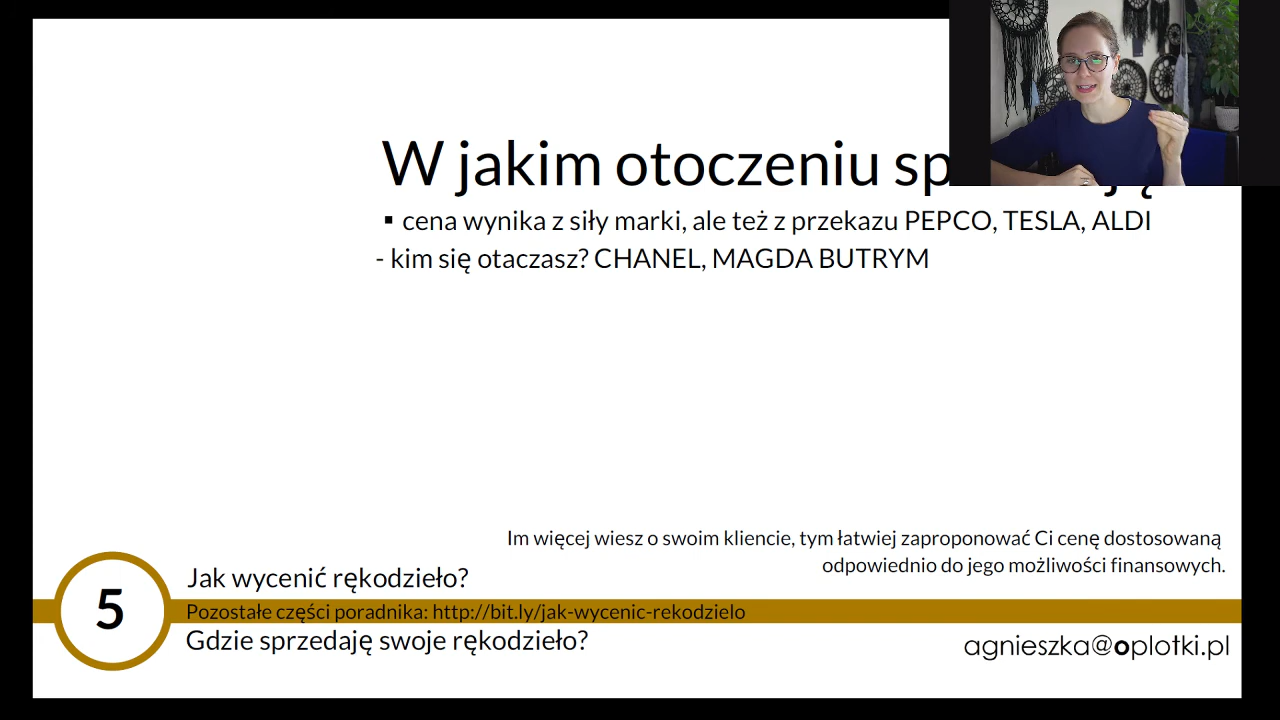 W jakim otoczeniu
▪ cena wynika z siły marki, ale też z przekazu PEPCO, TESLA, ALDI
- kim się otaczasz? CHANEL, MAGDA BUTRYM
Im więcej wiesz o swoim kliencie, tym łatwiej zaproponować Ci cenę dostosowaną
odpowiednio do jego możliwości finansowych.
5
Jak wycenić rękodzieło?
Pozostałe części poradnika: http://bit.ly/jak-wycenic-rekodzielo
Gdzie sprzedaję swoje rękodzieło?
agnieszka@oplotki.pl